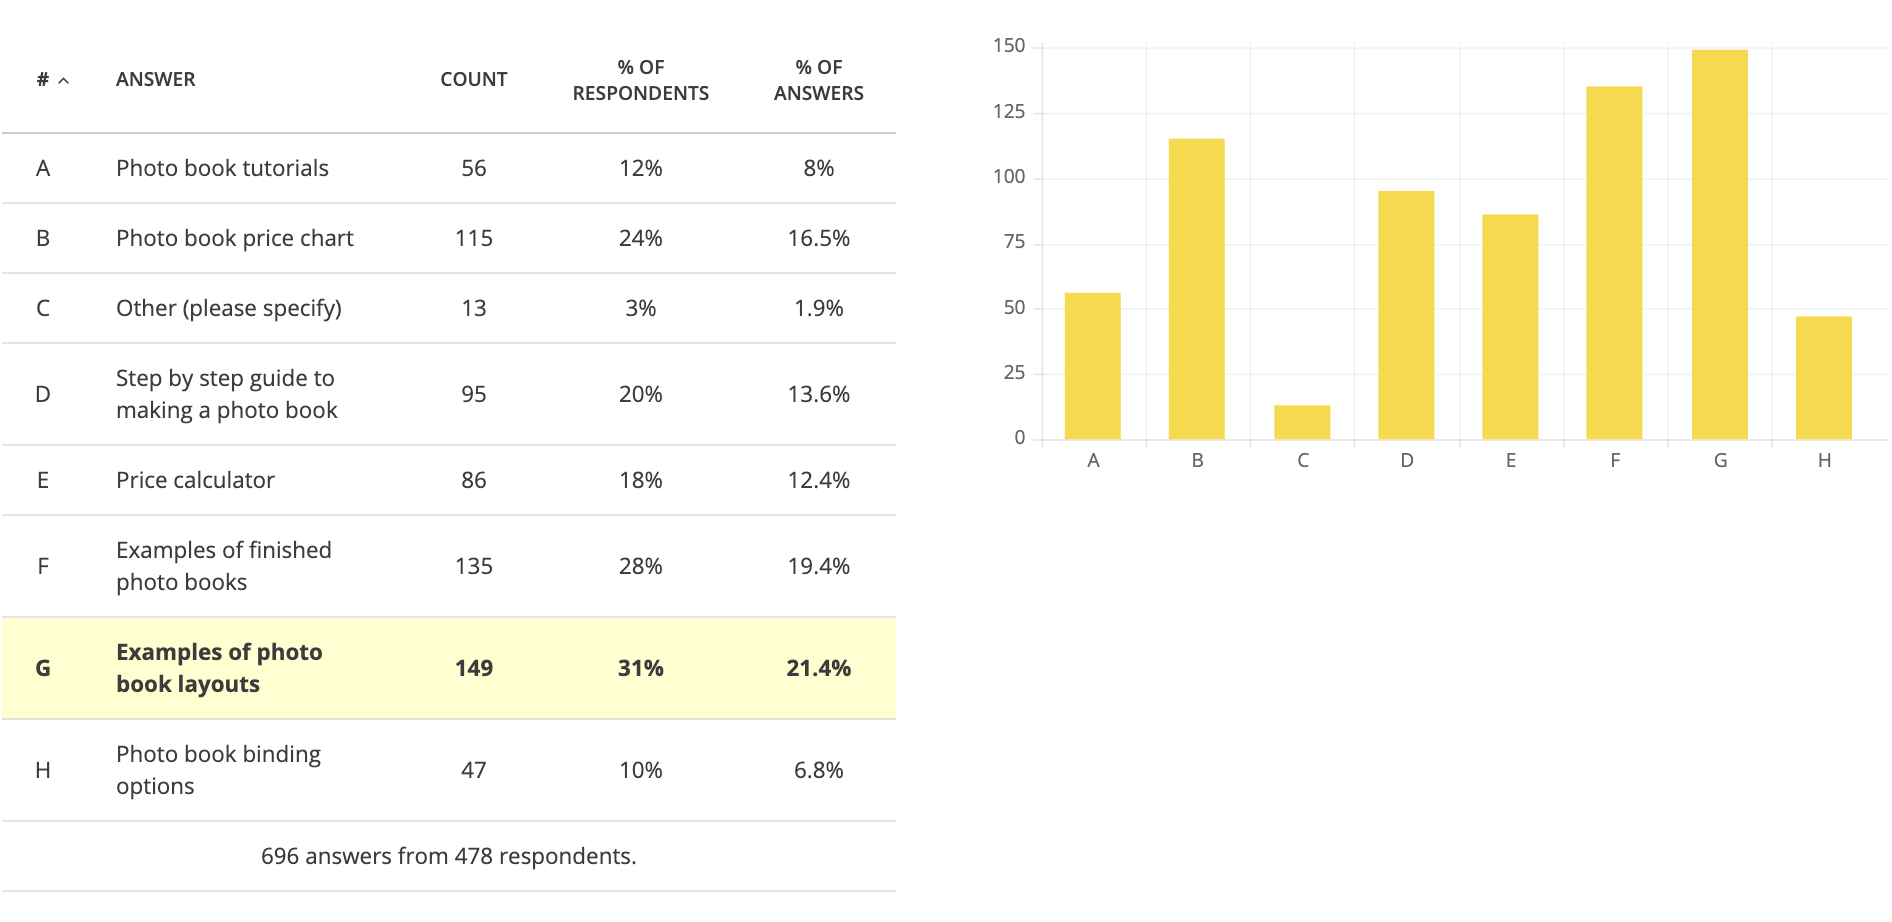 # ANSWER COUNT % OF RESPONDENTS % OF ANSWERS
A Photo book tutorials 56 12% 8%
B Photo book price chart 115 24% 16.5%
C Other (please specify) 13 3% 1.9%
D Step by step guide to making a photo book 95 20% 13.6%
E Price calculator 86 18% 12.4%
F Examples of finished photo books 135 28% 19.4%
G Examples of photo book layouts 149 31% 21.4%
H Photo book binding options 47 10% 6.8%
696 answers from 478 respondents.
150
125
100
75
50
25
0
A B C D E F G H